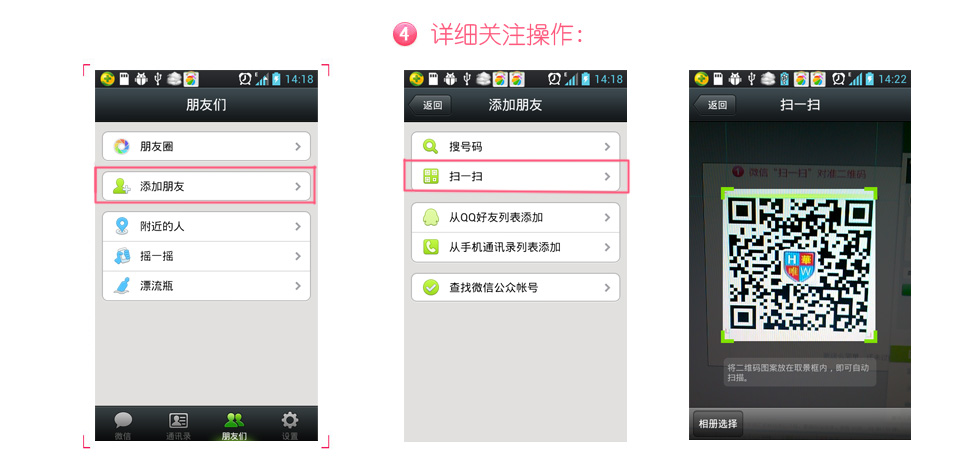 4 详细关注操作：
14:18
朋友们
朋友圈
添加朋友
附近的人
摇一摇
漂流瓶
微信
通讯录
朋友们
设置
14:18
返回
添加朋友
搜号码
扫一扫
从QQ好友列表添加
从手机通讯录列表添加
查找微信公众帐号
14:22
返回
扫一扫
1 微信“扫一扫”对准二维码
H 華
唯 W
将二维码图案放在取景框内，即可自动
扫描。
相册选择